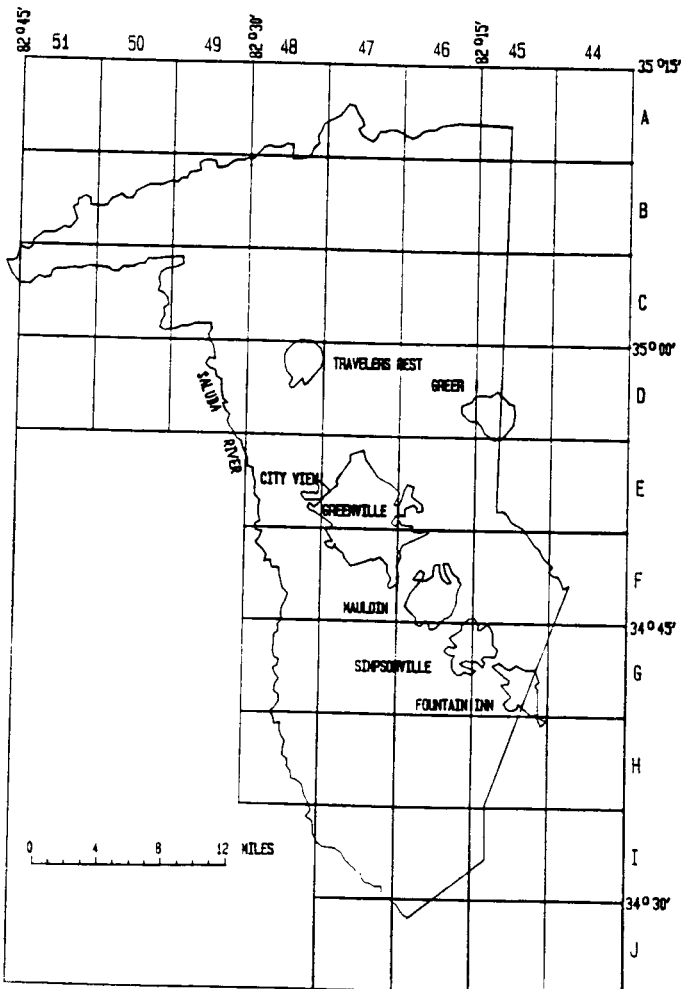 82°45'
51
50
49
82°30'
48
47
46
82°15'
45
44
35°15'
A
B
C
35°00'
TRAVELERS REST
GREER
D
SALUDA
RIVER
CITY VIEW
GREENVILLE
E
MAULDIN
F
34°45'
SIMPSONVILLE
G
FOUNTAIN INN
H
0 4 8 12 MILES
I
34°30'
J